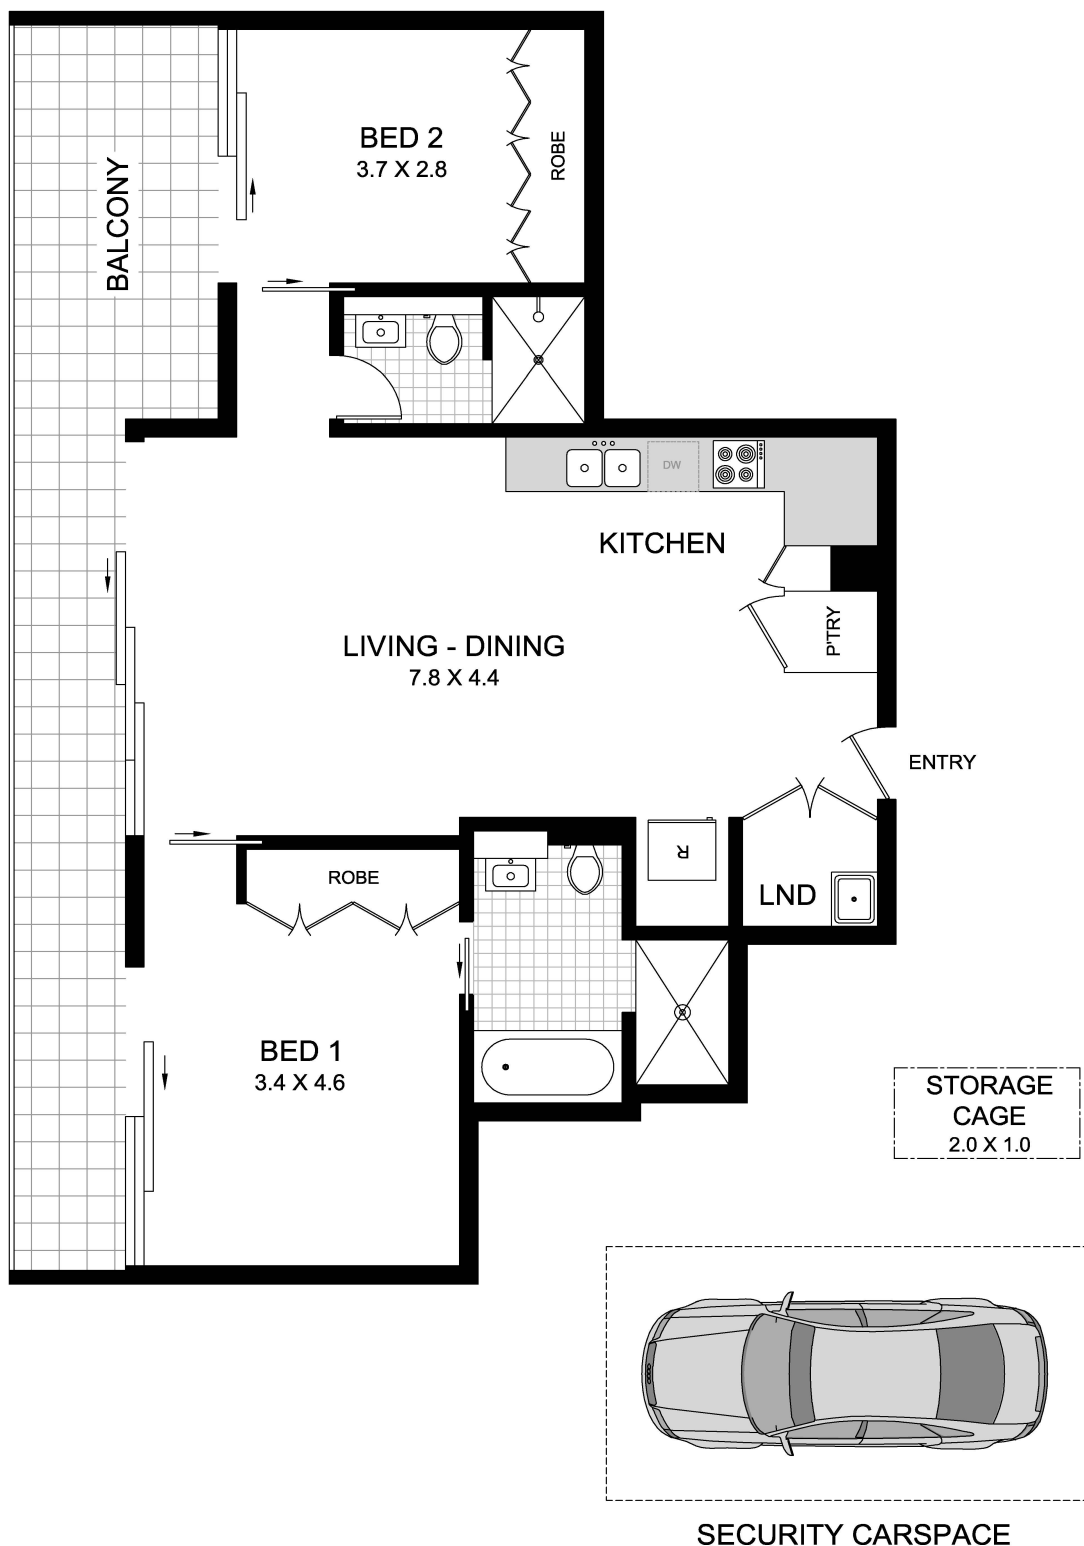 BED 2
3.7 X 2.8
ROBE
BALCONY
DW
KITCHEN
LIVING - DINING
7.8 X 4.4
P'TRY
ENTRY
R
ROBE
LND
BED 1
3.4 X 4.6
STORAGE
CAGE
2.0 X 1.0
SECURITY CARSPACE